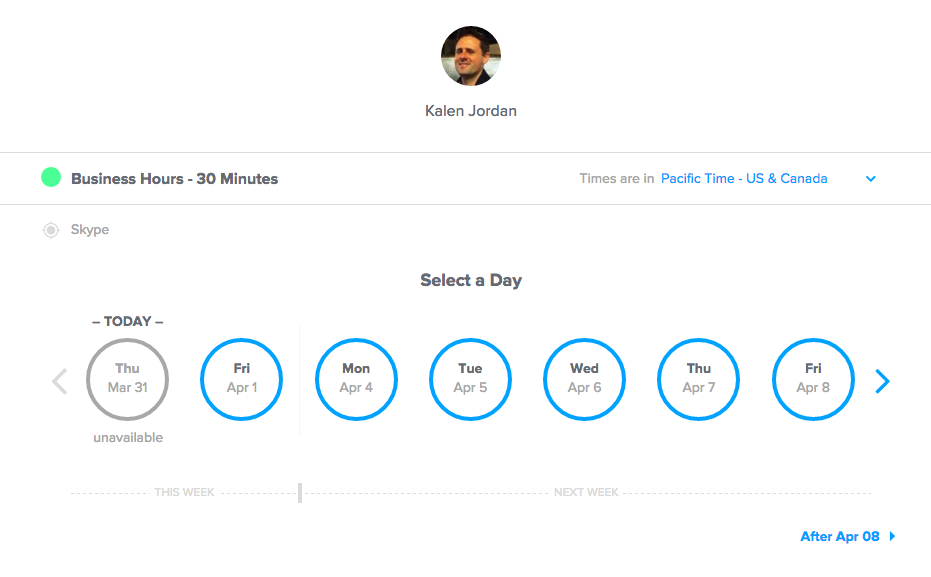 Kalen Jordan
Business Hours - 30 Minutes
Times are in Pacific Time - US & Canada
Skype
Select a Day
– TODAY –
Thu
Mar 31
unavailable
Fri
Apr 1
Mon
Apr 4
Tue
Apr 5
Wed
Apr 6
Thu
Apr 7
Fri
Apr 8
THIS WEEK
NEXT WEEK
After Apr 08